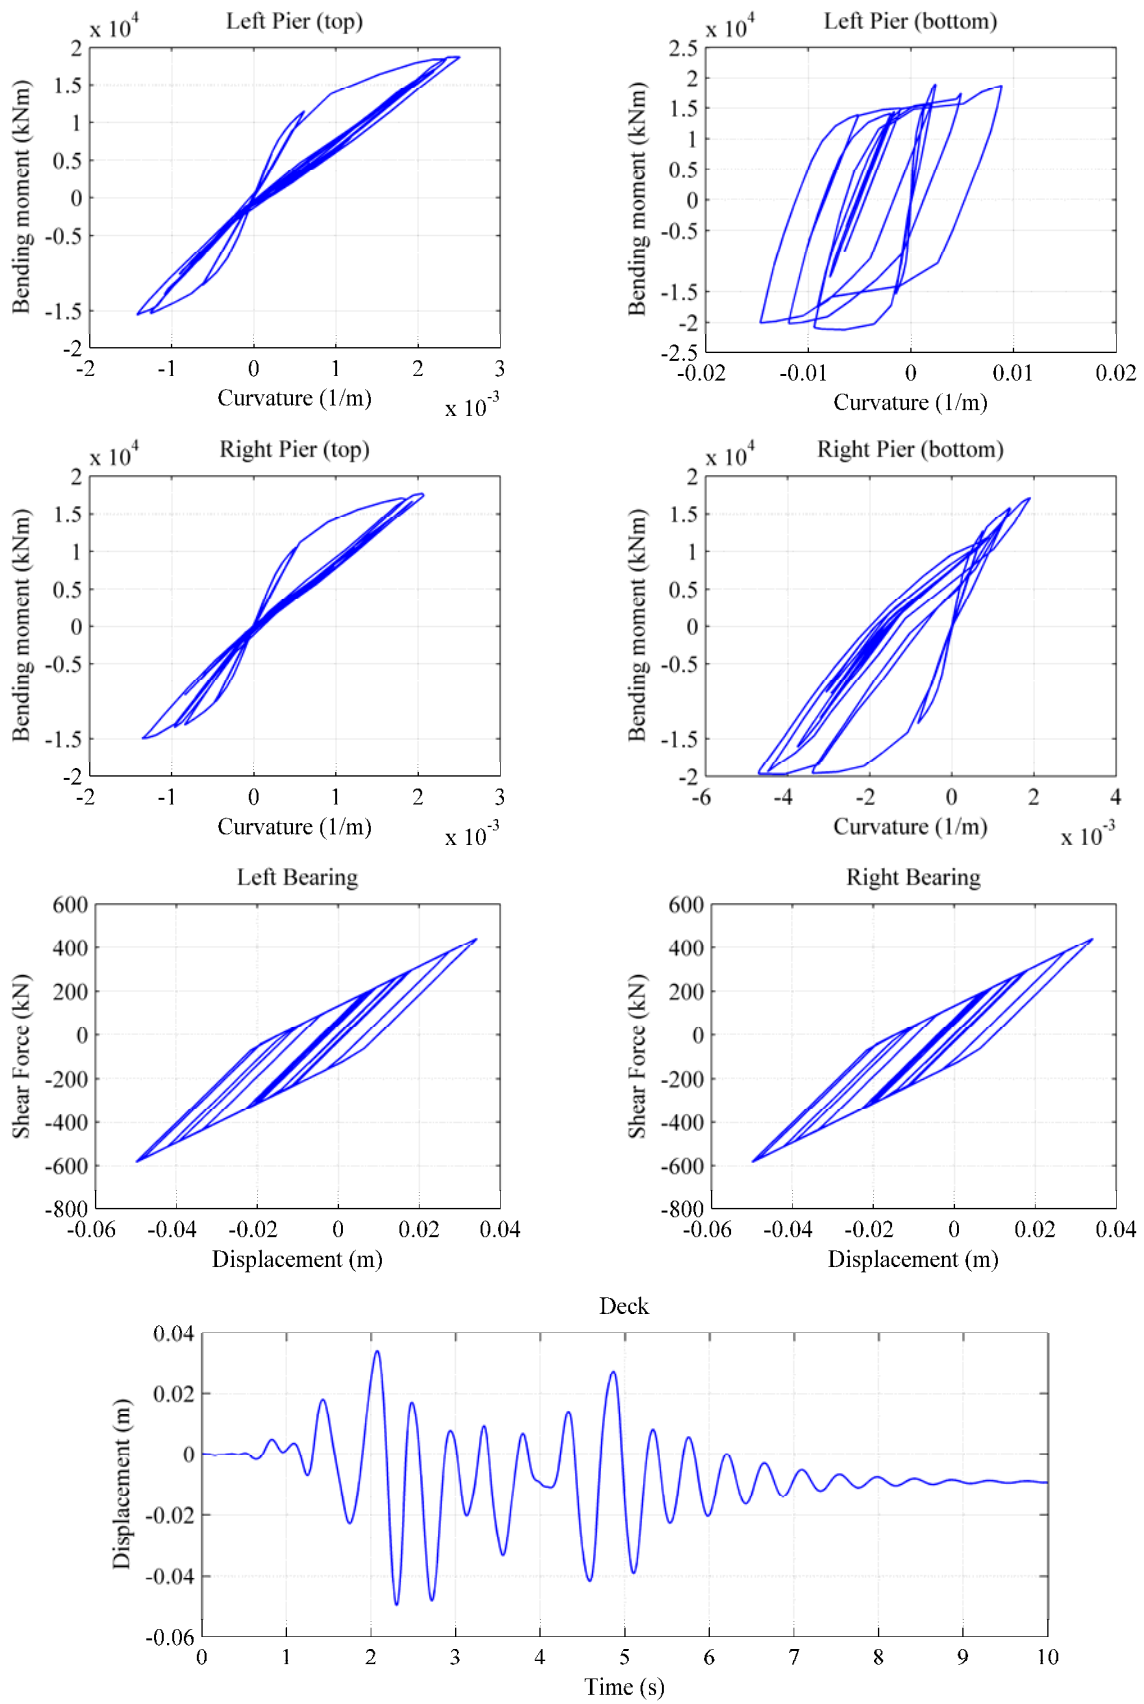 Left Pier (top)
x 10⁴
2
1.5
1
0.5
0
-0.5
-1.5
-2
Bending moment (kNm)
-2 -1 0 1 2 3
Curvature (1/m)
x 10⁻³
Left Pier (bottom)
x 10⁴
2.5
2
1.5
1
0.5
0
-0.5
-1.5
-2
-2.5
Bending moment (kNm)
-0.02 -0.01 0 0.01 0.02
Curvature (1/m)
Right Pier (top)
x 10⁴
2
1.5
1
0.5
0
-0.5
-1.5
-2
Bending moment (kNm)
-2 -1 0 1 2 3
Curvature (1/m)
x 10⁻³
Right Pier (bottom)
x 10⁴
2
1.5
1
0.5
0
-0.5
-1.5
-2
Bending moment (kNm)
-6 -4 -2 0 2 4
Curvature (1/m)
x 10⁻³
Left Bearing
600
400
200
0
-200
-400
-600
-800
Shear Force (kN)
-0.06 -0.04 -0.02 0 0.02 0.04
Displacement (m)
Right Bearing
600
400
200
0
-200
-400
-600
-800
Shear Force (kN)
-0.06 -0.04 -0.02 0 0.02 0.04
Displacement (m)
Deck
0.04
0.02
0
-0.02
-0.04
-0.06
Displacement (m)
0 1 2 3 4 5 6 7 8 9 10
Time (s)